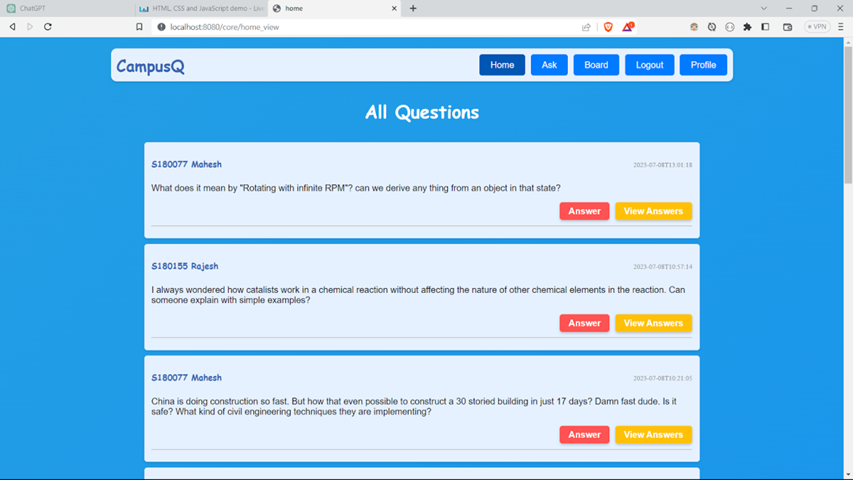 ChatGPT
HTML, CSS and JavaScript demo - Liv
home
localhost:8080/core/home_view
VPN
CampusQ
Home
Ask
Board
Logout
Profile
All Questions
S180077 Mahesh
2023-07-08T15:01:18
What does it mean by "Rotating with infinite RPM"? can we derive any thing from an object in that state?
Answer
View Answers
S180155 Rajesh
2023-07-08T10:57:14
I always wondered how catalists work in a chemical reaction without affecting the nature of other chemical elements in the reaction. Can
someone explain with simple examples?
Answer
View Answers
S180077 Mahesh
2023-07-08T10:21:05
China is doing construction so fast. But how that even possible to construct a 30 storied building in just 17 days? Damn fast dude. Is it
safe? What kind of civil engineering techniques they are implementing?
Answer
View Answers